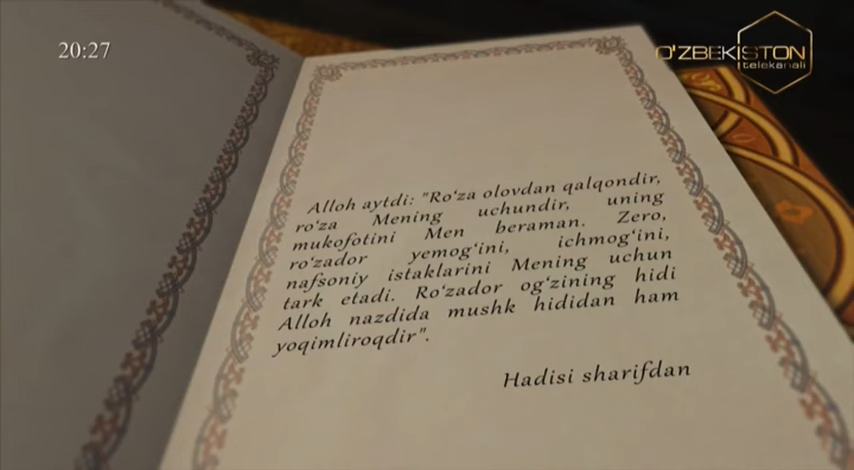 20:27
O'ZBEKISTON
telekanali
Alloh aytdi: "Ro‘za olovdan qalqondir,
ro‘za Mening uchundir, uning
mukofotini Men beraman. Zero,
ro‘zador yemog‘ini, ichmog‘ini,
nafsoniy istaklarini Mening uchun
tark etadi. Ro‘zador og‘zining hidi
Alloh nazdida mushk hididan ham
yoqimliroqdir".
Hadisi sharifdan